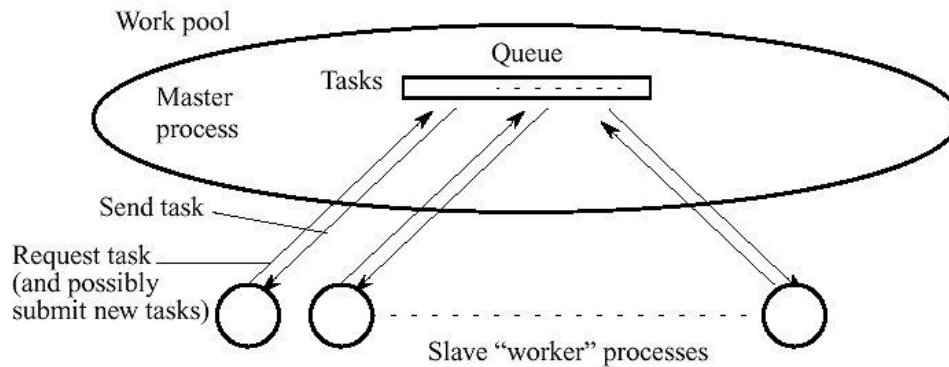 Work pool
Queue
Tasks
Master
process
Send task
Request task
(and possibly
submit new tasks)
Slave “worker” processes